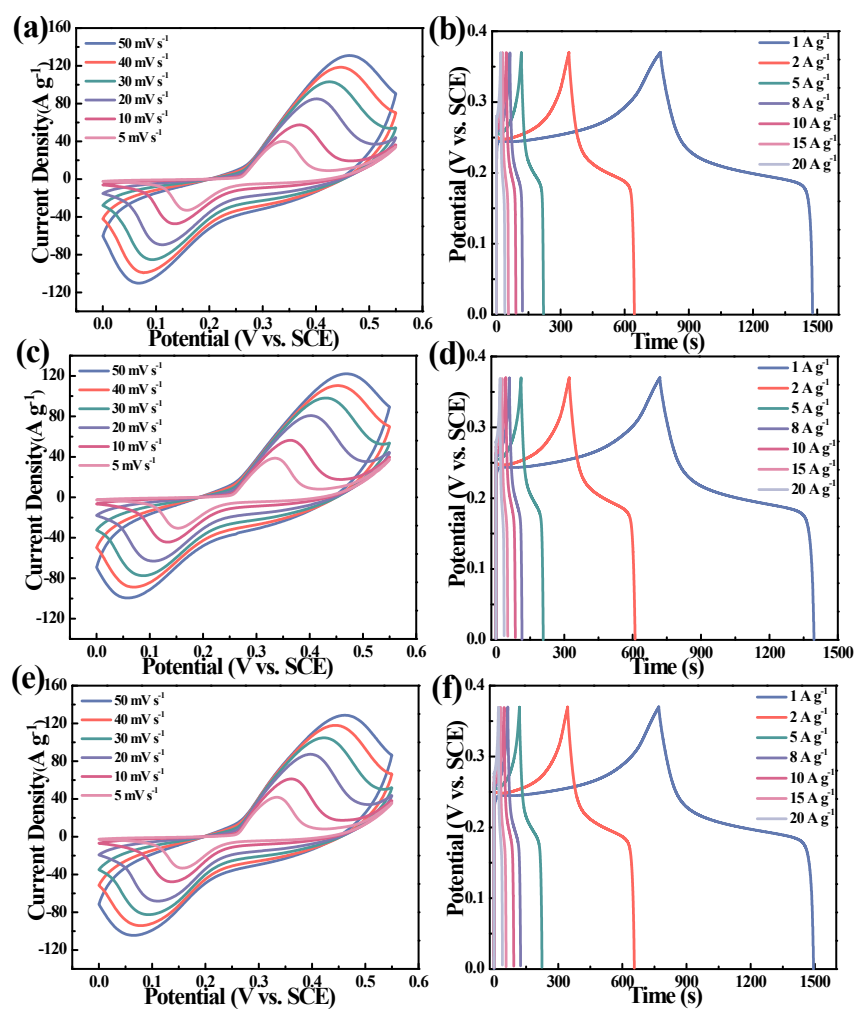 (a)
160
120
80
40
0
-40
-80
-120
Current Density(A g⁻¹)
50 mV s⁻¹
40 mV s⁻¹
30 mV s⁻¹
20 mV s⁻¹
10 mV s⁻¹
5 mV s⁻¹
0.0 0.1 0.2 0.3 0.4 0.5 0.6
Potential (V vs. SCE)
(b)
0.4
0.3
0.2
0.1
0.0
Potential (V vs. SCE)
1 A g⁻¹
2 A g⁻¹
5 A g⁻¹
8 A g⁻¹
10 A g⁻¹
15 A g⁻¹
20 A g⁻¹
0 300 600 900 1200 1500
Time (s)
(c)
120
80
40
0
-40
-80
-120
Current Density(A g⁻¹)
50 mV s⁻¹
40 mV s⁻¹
30 mV s⁻¹
20 mV s⁻¹
10 mV s⁻¹
5 mV s⁻¹
0.0 0.1 0.2 0.3 0.4 0.5 0.6
Potential (V vs. SCE)
(d)
0.4
0.3
0.2
0.1
0.0
Potential (V vs. SCE)
1 A g⁻¹
2 A g⁻¹
5 A g⁻¹
8 A g⁻¹
10 A g⁻¹
15 A g⁻¹
20 A g⁻¹
0 300 600 900 1200 1500
Time (s)
(e)
160
120
80
40
0
-40
-80
-120
Current Density(A g⁻¹)
50 mV s⁻¹
40 mV s⁻¹
30 mV s⁻¹
20 mV s⁻¹
10 mV s⁻¹
5 mV s⁻¹
0.0 0.1 0.2 0.3 0.4 0.5 0.6
Potential (V vs. SCE)
(f)
0.4
0.3
0.2
0.1
0.0
Potential (V vs. SCE)
1 A g⁻¹
2 A g⁻¹
5 A g⁻¹
8 A g⁻¹
10 A g⁻¹
15 A g⁻¹
20 A g⁻¹
0 300 600 900 1200 1500
Time (s)